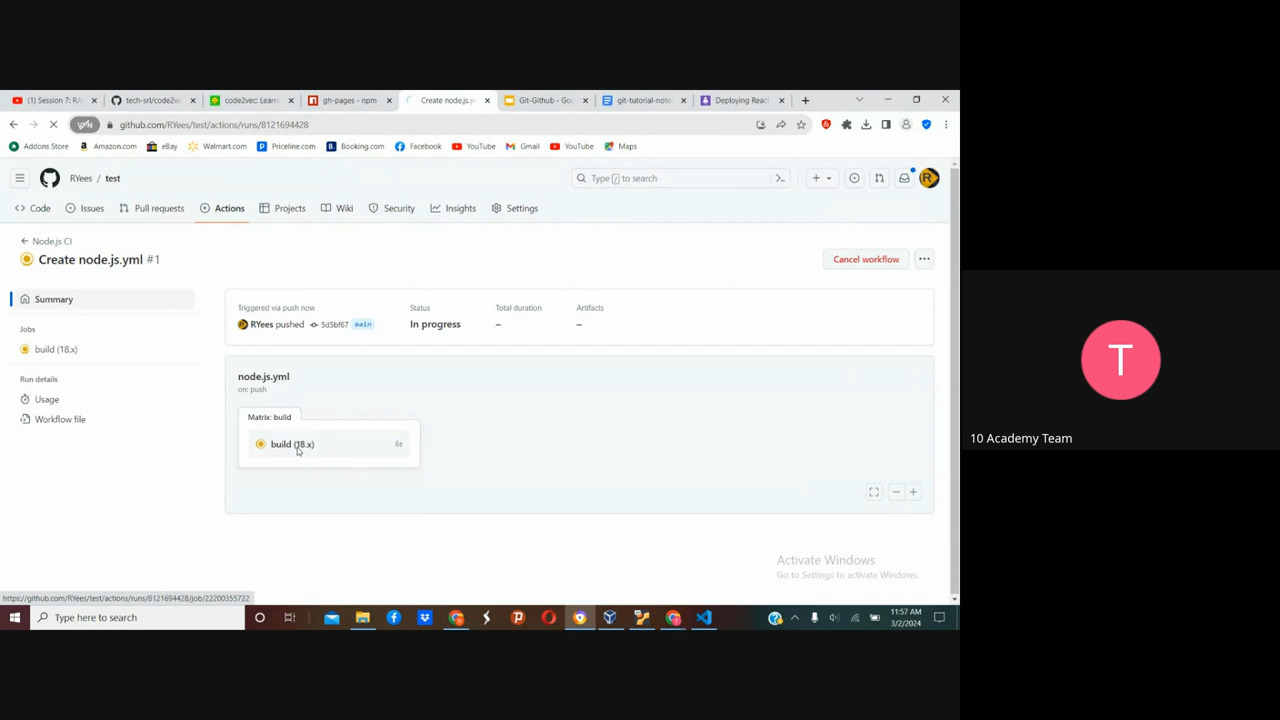 (1) Session 7: RA
tech-srl/code2v
code2vec: Learn
gh-pages - npm
Create node.js.y
Git-Github - Goo
git-tutorial-note
Deploying React
github.com/RYees/test/actions/runs/8121694428
Addons Store
Amazon.com
eBay
Walmart.com
Priceline.com
Booking.com
Facebook
YouTube
Gmail
YouTube
Maps
RYees / test
Type / to search
Code
Issues
Pull requests
Actions
Projects
Wiki
Security
Insights
Settings
Node.js CI
Create node.js.yml #1
Cancel workflow
Summary
Jobs
build (18.x)
Run details
Usage
Workflow file
Triggered via push now
RYees pushed 5d5bf67 main
Status
In progress
Total duration
–
Artifacts
–
node.js.yml
on: push
Matrix: build
build (18.x) 6s
Activate Windows
Go to Settings to activate Windows.
https://github.com/RYees/test/actions/runs/8121694428/job/22200355722
Type here to search
11:57 AM
3/2/2024
T
10 Academy Team